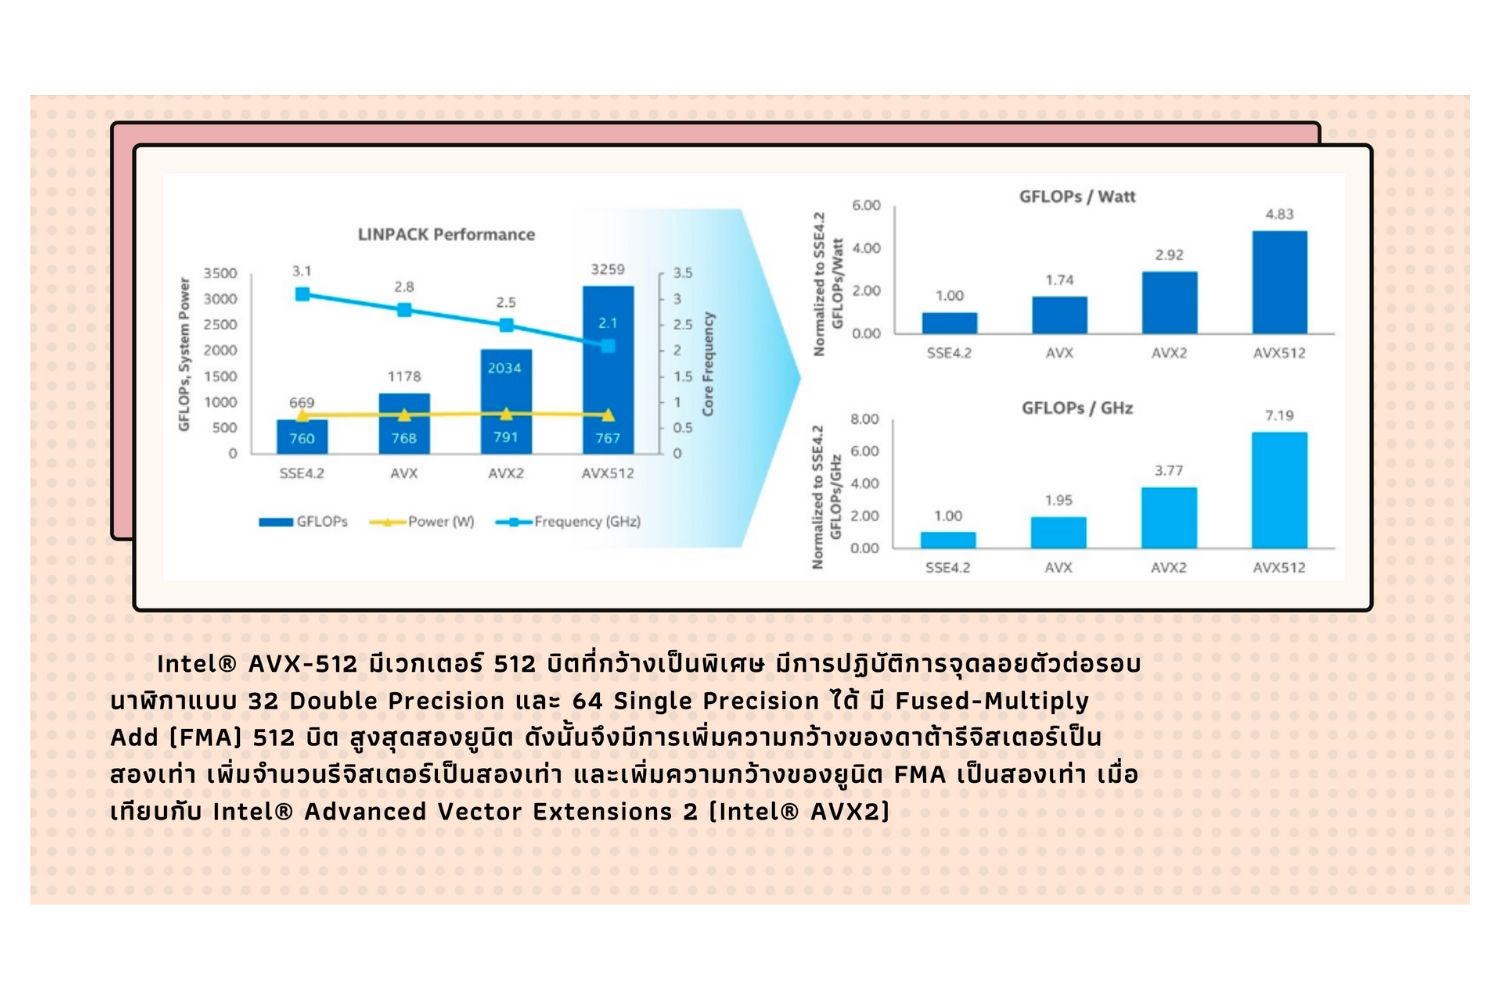 LINPACK Performance
GFLOPs, System Power
3500
3000
2500
2000
1500
1000
500
0
3.1
2.8
2.5
2.1
669
1178
2034
3259
760
768
791
767
SSE4.2
AVX
AVX2
AVX512
3.5
3
2.5
2
1.5
1
0.5
0
Core Frequency
GFLOPs
Power (W)
Frequency (GHz)
GFLOPs / Watt
Normalized to SSE4.2
GFLOPs/Watt
6.00
4.00
2.00
0.00
1.00
1.74
2.92
4.83
SSE4.2
AVX
AVX2
AVX512
GFLOPs / GHz
Normalized to SSE4.2
GFLOPs/GHz
8.00
6.00
4.00
2.00
0.00
1.00
1.95
3.77
7.19
SSE4.2
AVX
AVX2
AVX512
Intel® AVX-512 มีเวกเตอร์ 512 บิตที่กว้างเป็นพิเศษ มีการปฏิบัติการจุดลอยตัวต่อรอบ
นาฬิกาแบบ 32 Double Precision และ 64 Single Precision ได้ มี Fused-Multiply
Add (FMA) 512 บิต สูงสุดสองยูนิต ดังนั้นจึงมีการเพิ่มความกว้างของดาต้ารีจิสเตอร์เป็น
สองเท่า เพิ่มจำนวนรีจิสเตอร์เป็นสองเท่า และเพิ่มความกว้างของยูนิต FMA เป็นสองเท่า เมื่อ
เทียบกับ Intel® Advanced Vector Extensions 2 (Intel® AVX2)